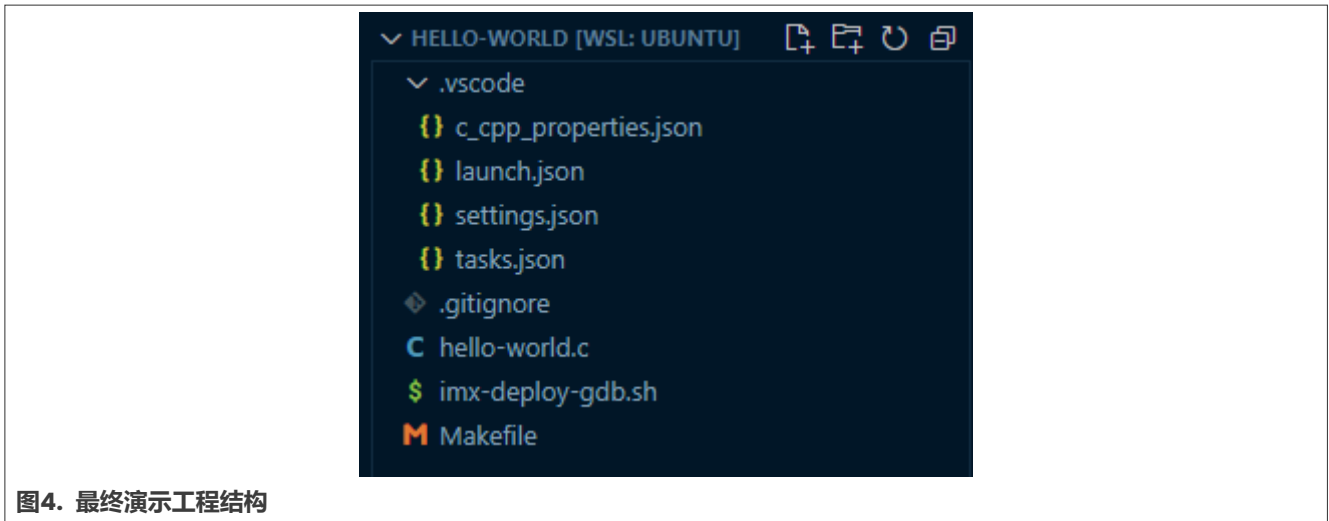 HELLO-WORLD [WSL: UBUNTU]
.vscode
{} c_cpp_properties.json
{} launch.json
{} settings.json
{} tasks.json
.gitignore
C hello-world.c
$ imx-deploy-gdb.sh
M Makefile
图4. 最终演示工程结构